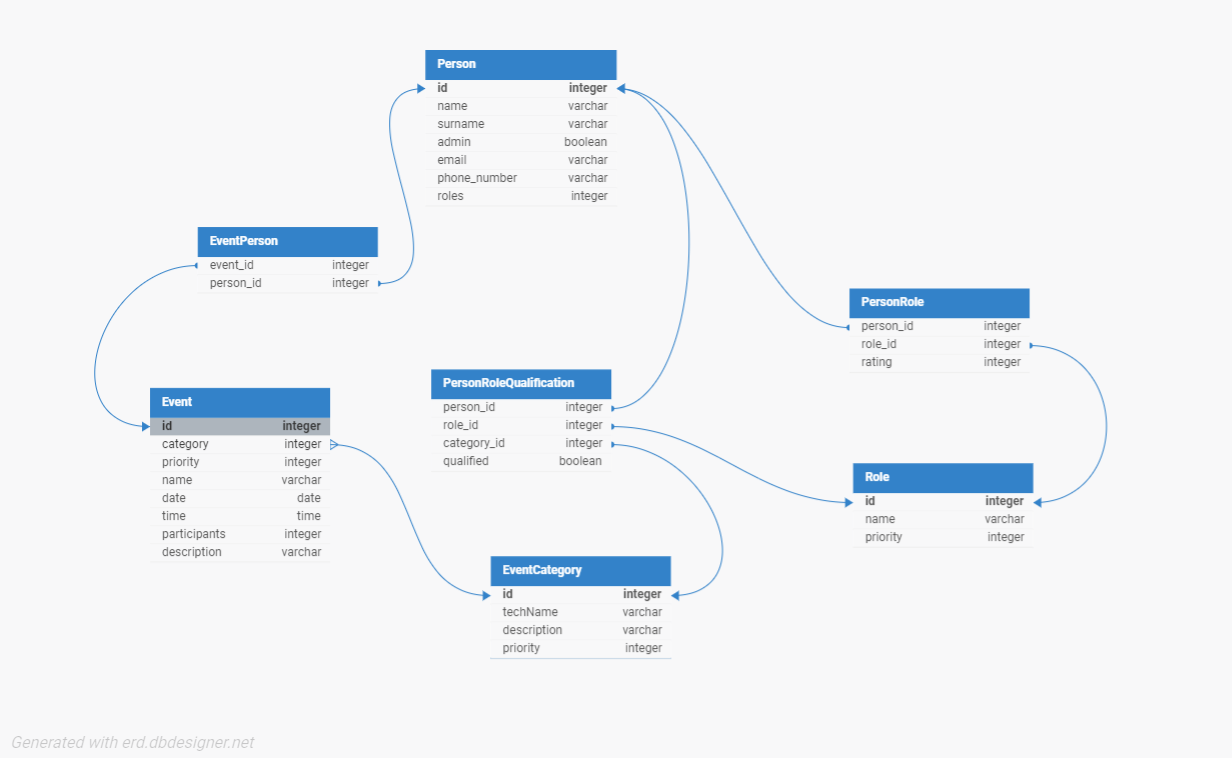 Person
id integer
name varchar
surname varchar
admin boolean
email varchar
phone_number varchar
roles integer
EventPerson
event_id integer
person_id integer
PersonRole
person_id integer
role_id integer
rating integer
PersonRoleQualification
person_id integer
role_id integer
category_id integer
qualified boolean
Event
id integer
category integer
priority integer
name varchar
date date
time time
participants integer
description varchar
Role
id integer
name varchar
priority integer
EventCategory
id integer
techName varchar
description varchar
priority integer
Generated with erd.dbdesigner.net